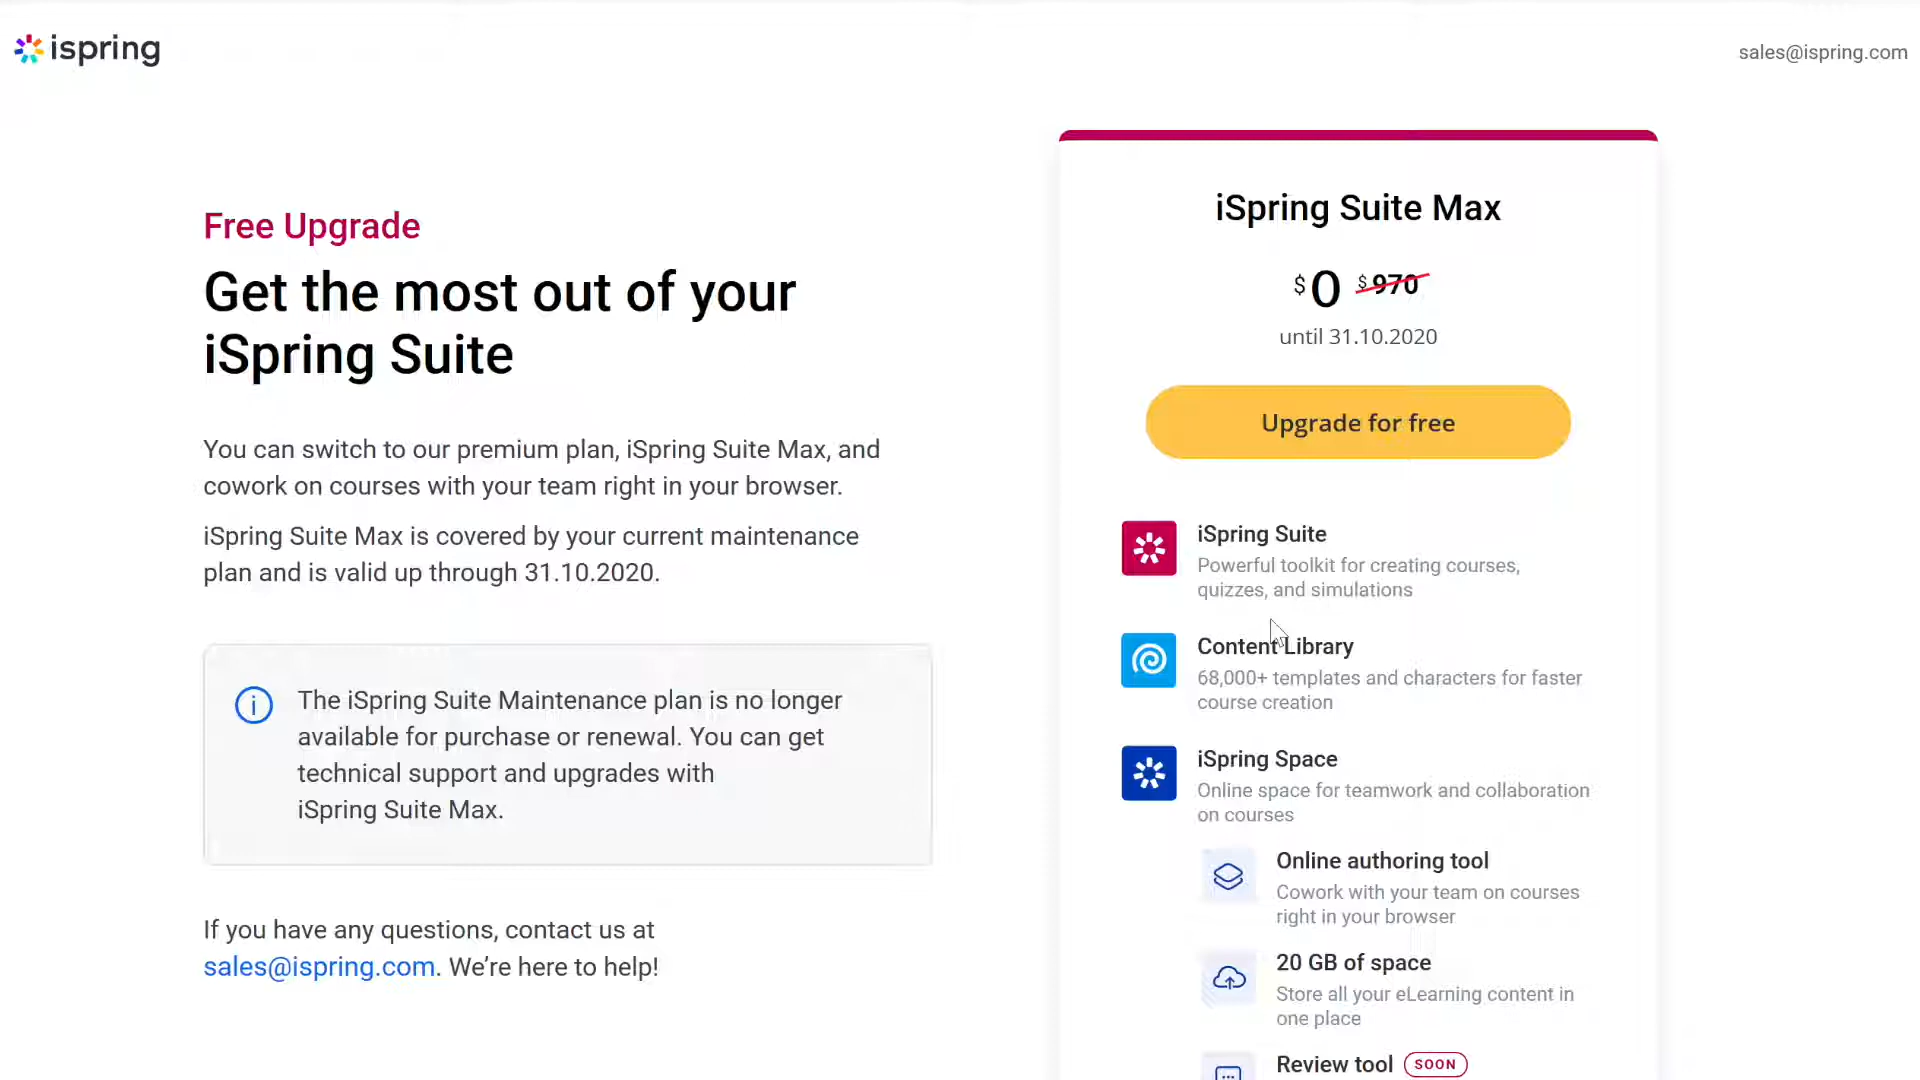 ispring
sales@ispring.com
Free Upgrade
Get the most out of your
iSpring Suite
You can switch to our premium plan, iSpring Suite Max, and
cowork on courses with your team right in your browser.
iSpring Suite Max is covered by your current maintenance
plan and is valid up through 31.10.2020.
The iSpring Suite Maintenance plan is no longer
available for purchase or renewal. You can get
technical support and upgrades with
iSpring Suite Max.
If you have any questions, contact us at
sales@ispring.com. We’re here to help!
iSpring Suite Max
$0 $970
until 31.10.2020
Upgrade for free
iSpring Suite
Powerful toolkit for creating courses,
quizzes, and simulations
Content Library
68,000+ templates and characters for faster
course creation
iSpring Space
Online space for teamwork and collaboration
on courses
Online authoring tool
Cowork with your team on courses
right in your browser
20 GB of space
Store all your eLearning content in
one place
Review tool SOON